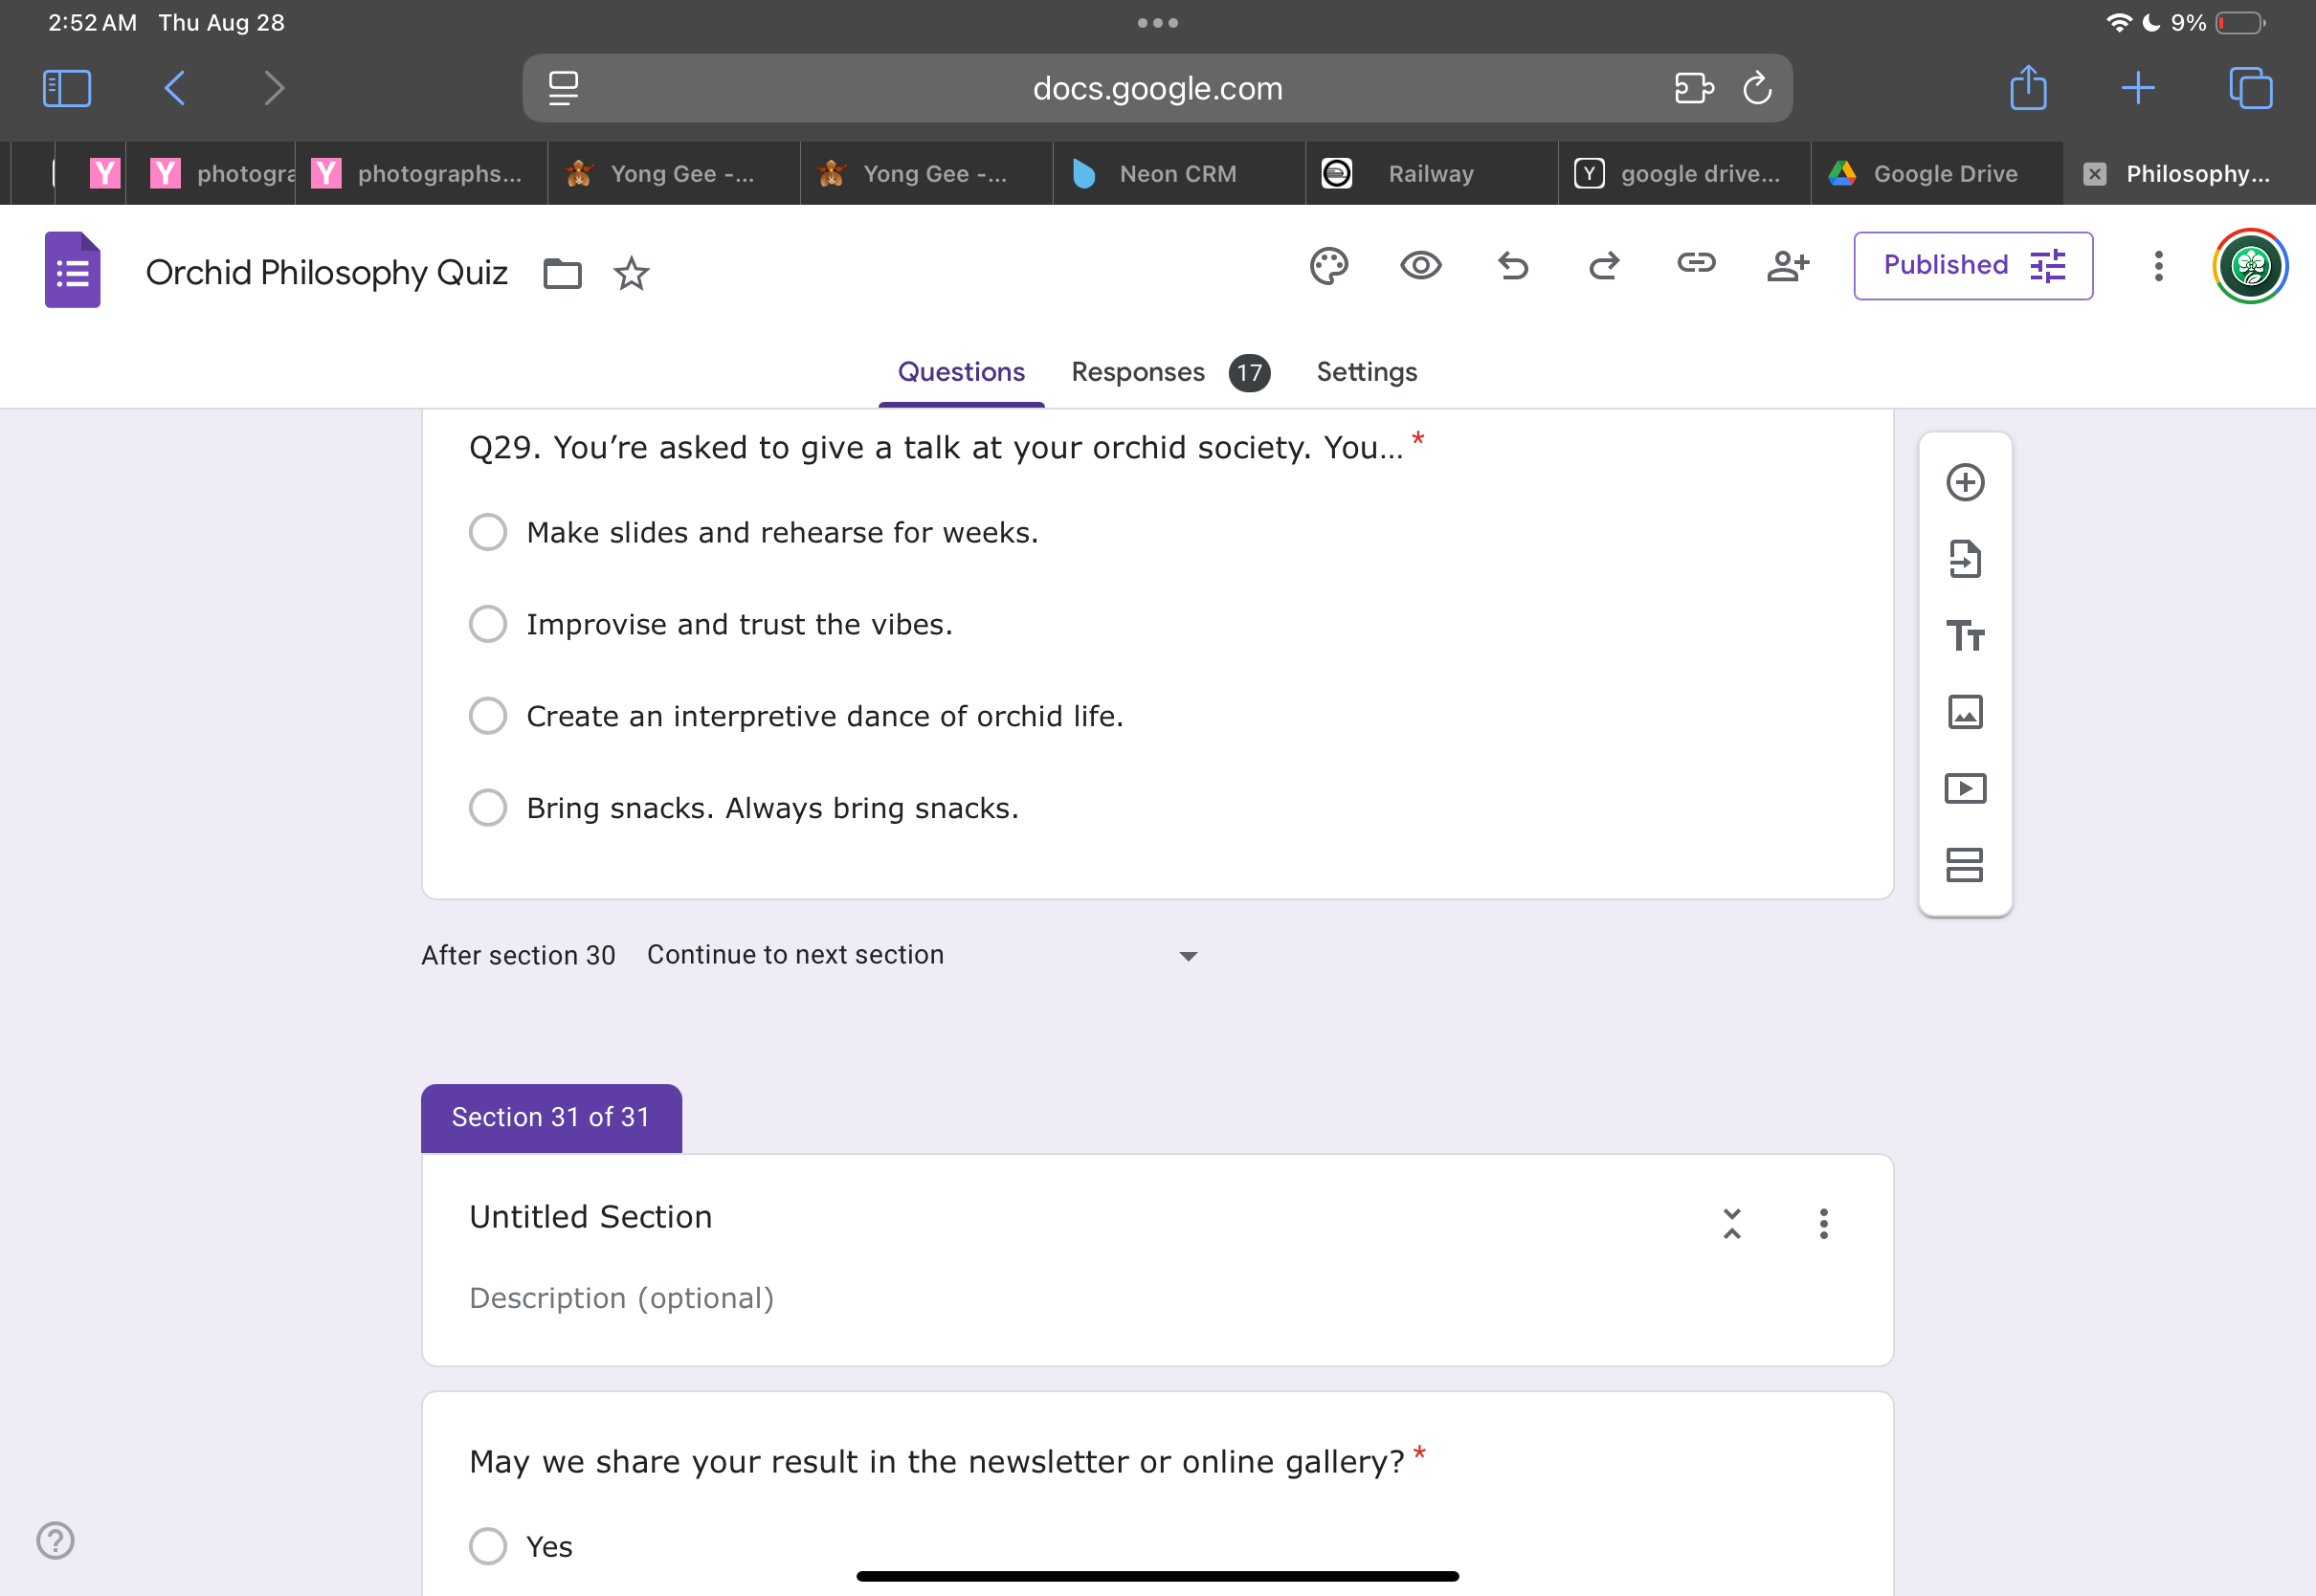 2:52 AM Thu Aug 28
9%
docs.google.com
Y
Y photogra
Y photographs...
Yong Gee -...
Yong Gee -...
Neon CRM
Railway
Y google drive...
Google Drive
Philosophy...
Orchid Philosophy Quiz
Published
Questions Responses 17 Settings
Q29. You’re asked to give a talk at your orchid society. You... *
Make slides and rehearse for weeks.
Improvise and trust the vibes.
Create an interpretive dance of orchid life.
Bring snacks. Always bring snacks.
After section 30 Continue to next section
Section 31 of 31
Untitled Section
Description (optional)
May we share your result in the newsletter or online gallery? *
Yes